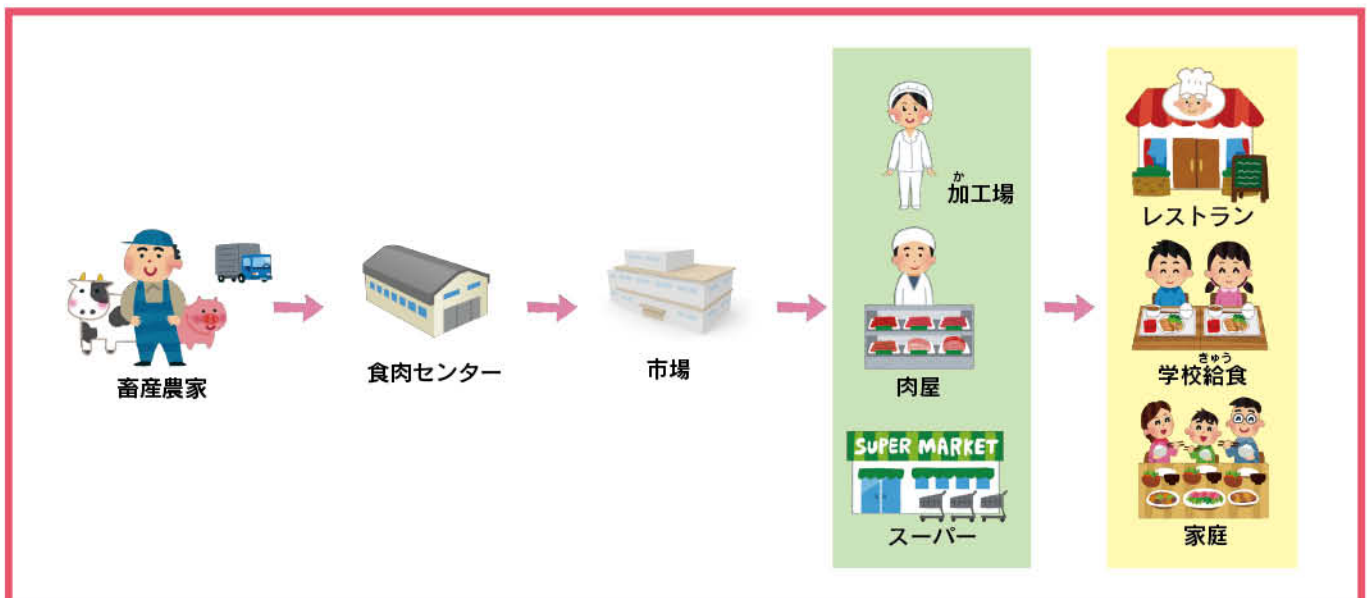 畜産農家
食肉センター
市場
か
加工場
肉屋
SUPER MARKET
スーパー
レストラン
きゅう
学校給食
家庭